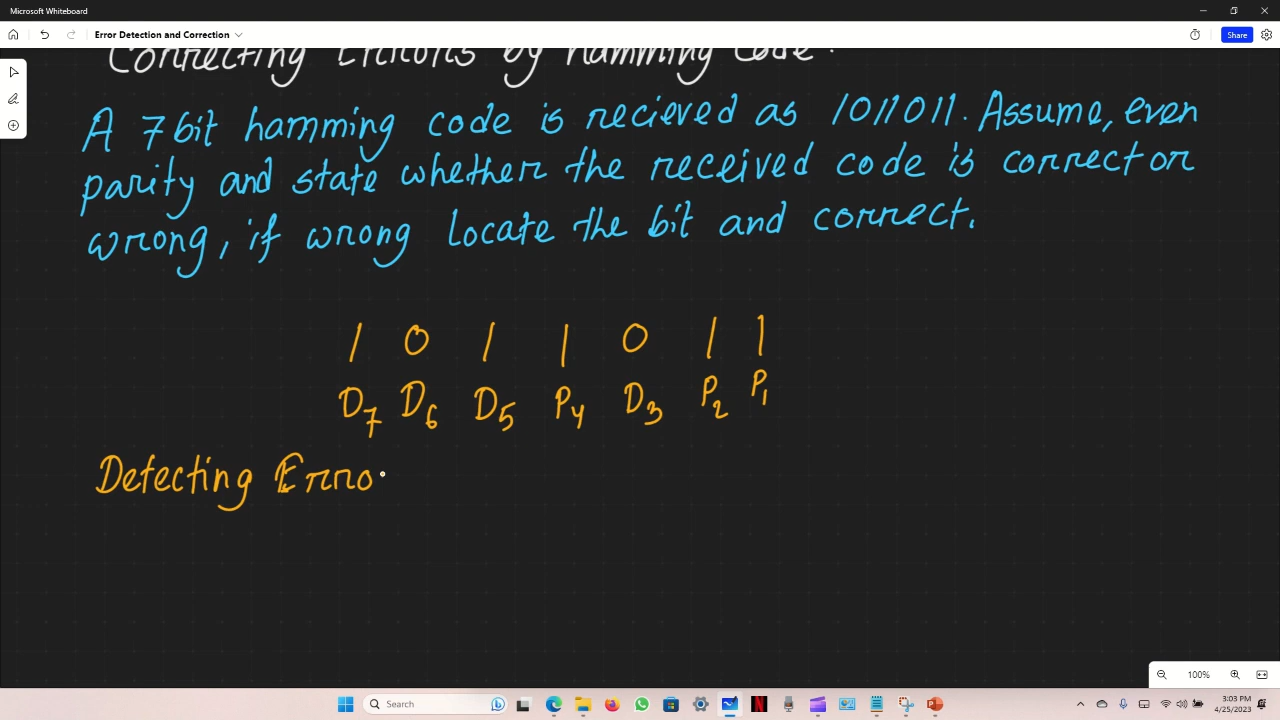 Microsoft Whiteboard
Error Detection and Correction
Share
Correcting Errors by Hamming Code:
A 7 bit hamming code is recieved as 1011011. Assume, even
parity and state whether the received code is correct or
wrong, if wrong locate the bit and correct.
1 0 1 1 0 1 1
D7 D6 D5 P4 D3 P2 P1
Detecting Erro
100%
Search
3:03 PM
4/25/2023